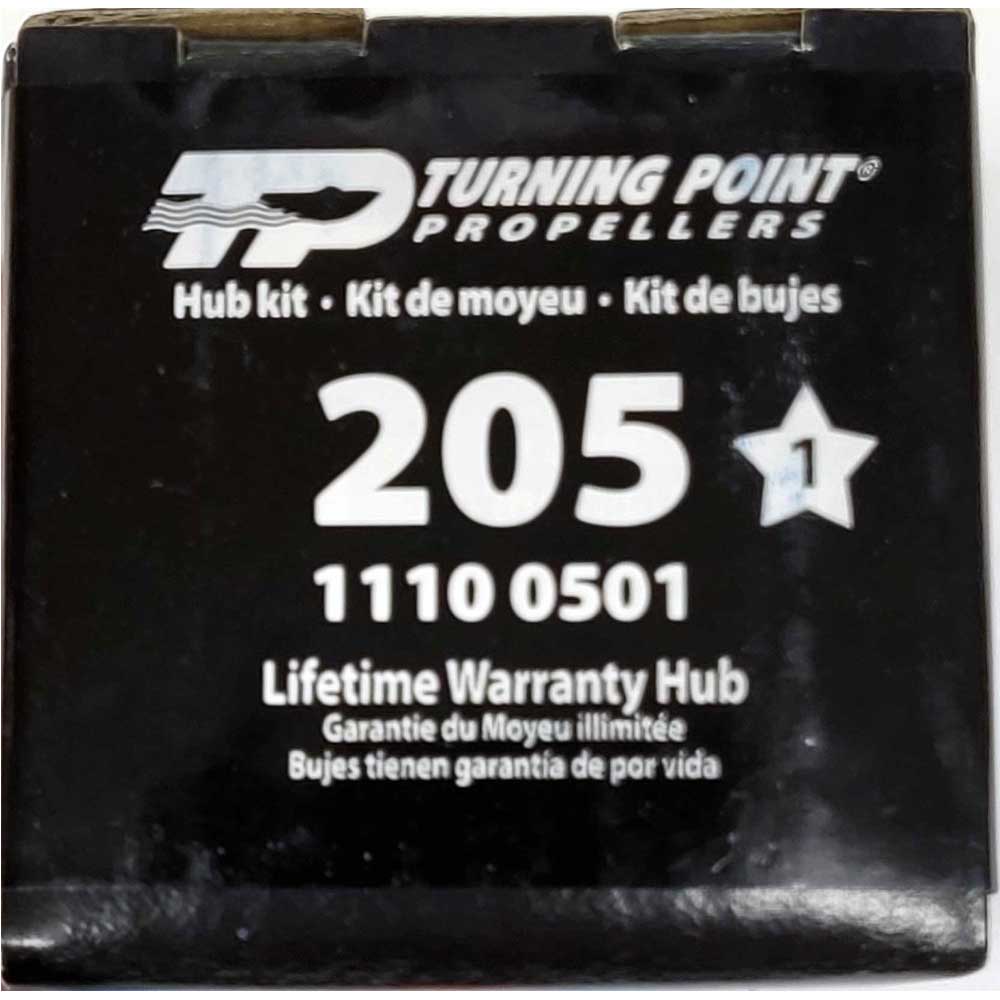 TP TURNING POINT®
PROPELLERS
Hub kit • Kit de moyeu • Kit de bujes
205 1
1110 0501
Lifetime Warranty Hub
Garantie du Moyeu illimitée
Bujes tienen garantía de por vida